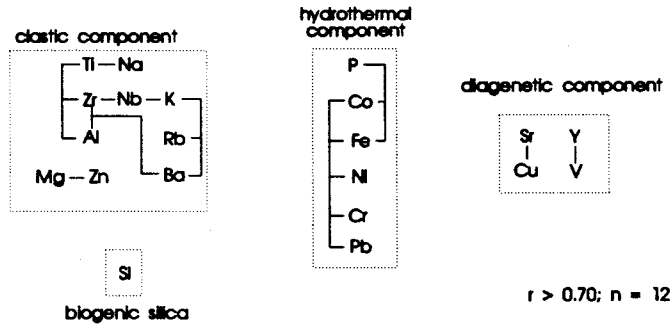 clastic component
Ti Na
Zr Nb K
Al Rb
Mg Zn Ba
Si
biogenic silica
hydrothermal
component
P
Co
Fe
Ni
Cr
Pb
diagenetic component
Sr Y
Cu V
r > 0.70; n = 12